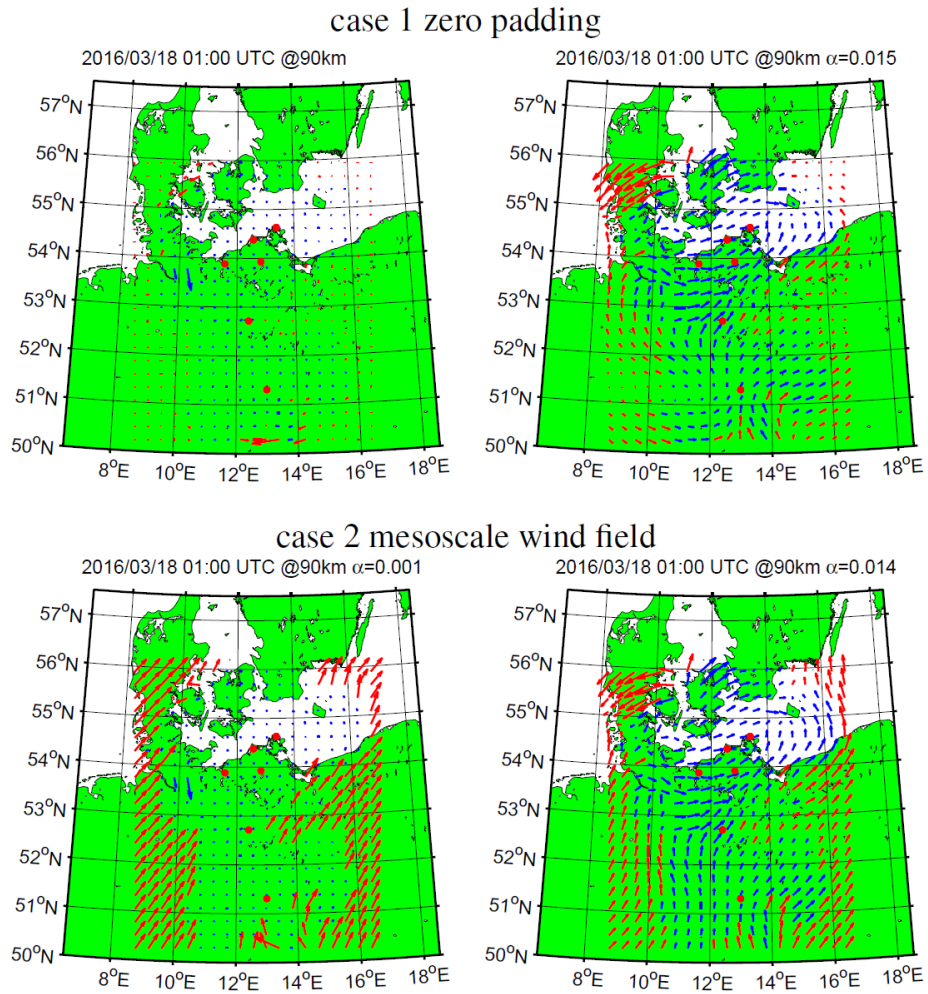 case 1 zero padding
2016/03/18 01:00 UTC @90km
2016/03/18 01:00 UTC @90km α=0.015
57°N
56°N
55°N
54°N
53°N
52°N
51°N
50°N
8°E 10°E 12°E 14°E 16°E 18°E
57°N
56°N
55°N
54°N
53°N
52°N
51°N
50°N
8°E 10°E 12°E 14°E 16°E 18°E
case 2 mesoscale wind field
2016/03/18 01:00 UTC @90km α=0.001
2016/03/18 01:00 UTC @90km α=0.014
57°N
56°N
55°N
54°N
53°N
52°N
51°N
50°N
8°E 10°E 12°E 14°E 16°E 18°E
57°N
56°N
55°N
54°N
53°N
52°N
51°N
50°N
8°E 10°E 12°E 14°E 16°E 18°E